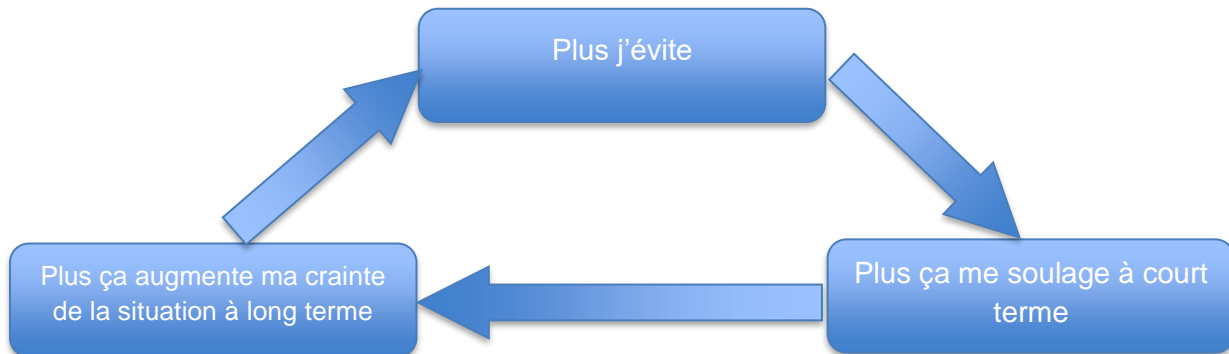 Plus j’évite
Plus ça augmente ma crainte
de la situation à long terme
Plus ça me soulage à court
terme